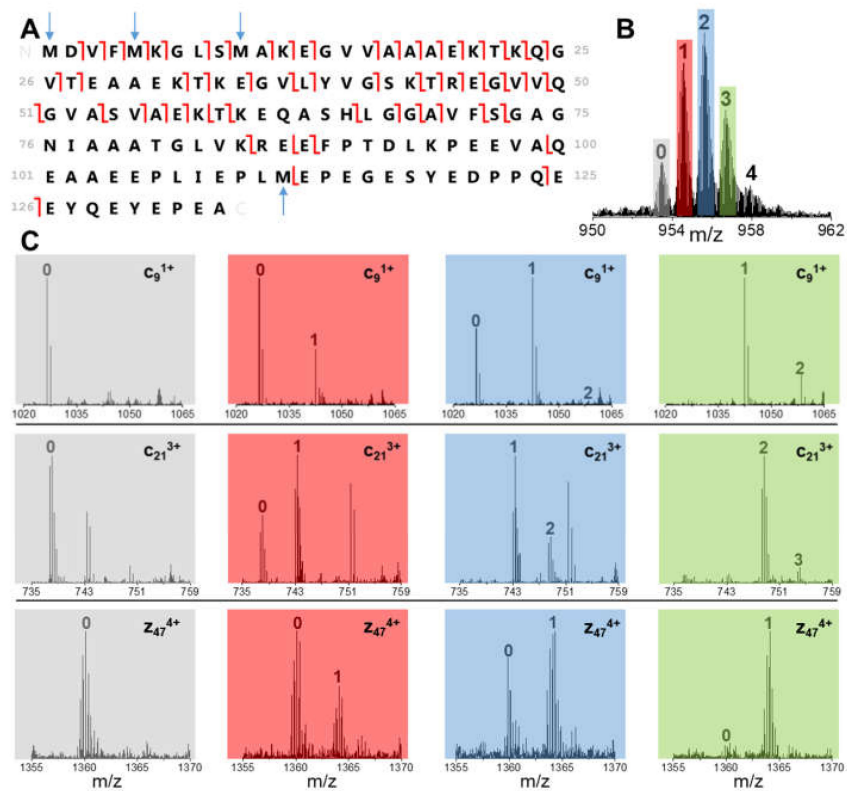 A
N M D V F M K G L S M A K E G V V A A A E K T K Q G 25
26 V T E A A E K T K E G V L Y V G S K T R E G V V Q 50
51 G V A S V A E K T K E Q A S H L G G A V F S G A G 75
76 N I A A A T G L V K R E E F P T D L K P E E V A Q 100
101 E A A E E P L I E P L M E P E G E S Y E D P P Q E 125
126 E Y Q E Y E P E A C
B
0 1 2 3 4
950 954 958 962
m/z
C
0 c9 1+
1020 1035 1050 1065
0 1 c9 1+
1020 1035 1050 1065
0 1 2 c9 1+
1020 1035 1050 1065
1 2 c9 1+
1020 1035 1050 1065
0 c21 3+
735 743 751 759
0 1 c21 3+
735 743 751 759
1 2 c21 3+
735 743 751 759
2 3 c21 3+
735 743 751 759
0 z47 4+
1355 1360 1365 1370
m/z
0 1 z47 4+
1355 1360 1365 1370
m/z
0 1 z47 4+
1355 1360 1365 1370
m/z
0 1 z47 4+
1355 1360 1365 1370
m/z